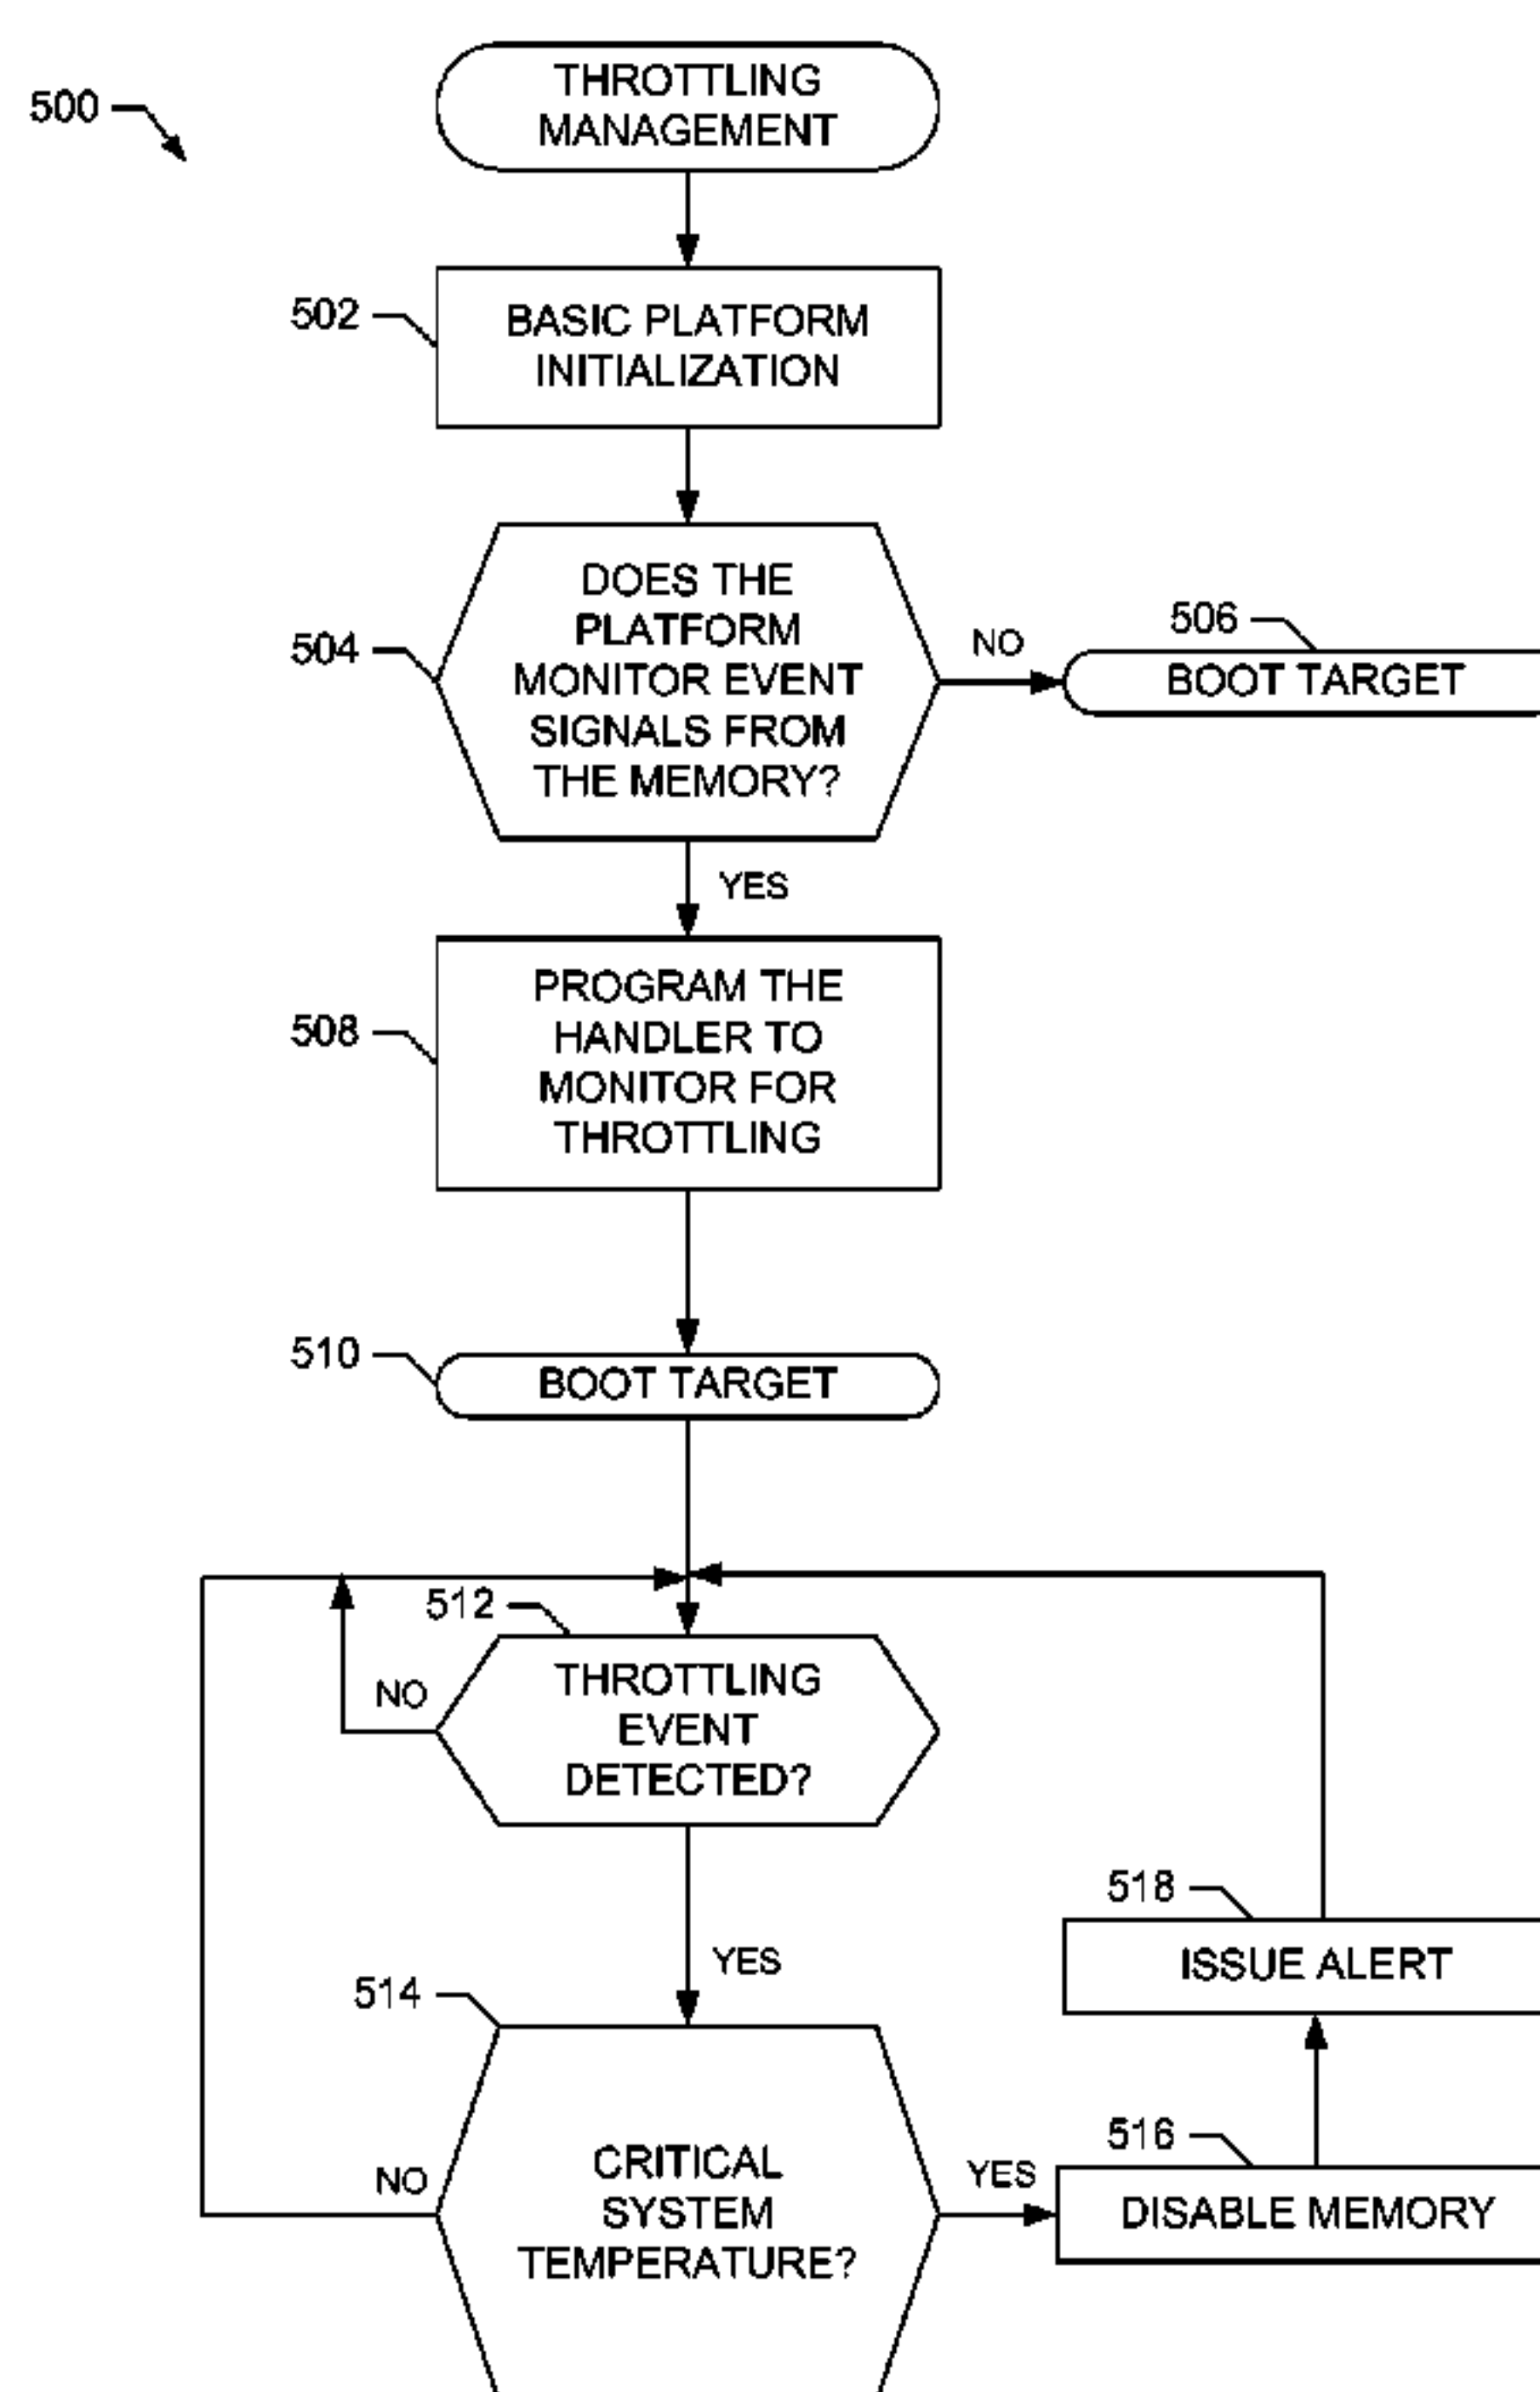 500
THROTTLING
MANAGEMENT
502
BASIC PLATFORM
INITIALIZATION
504
DOES THE
PLATFORM
MONITOR EVENT
SIGNALS FROM
THE MEMORY?
NO
506
BOOT TARGET
YES
508
PROGRAM THE
HANDLER TO
MONITOR FOR
THROTTLING
510
BOOT TARGET
512
THROTTLING
EVENT
DETECTED?
NO
YES
514
CRITICAL
SYSTEM
TEMPERATURE?
NO
YES
516
DISABLE MEMORY
518
ISSUE ALERT